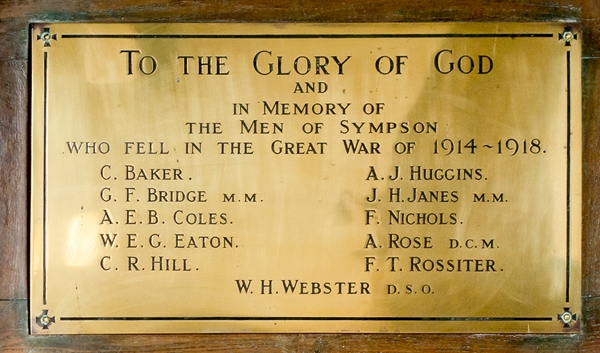 To the Glory of God
and
in Memory of
the Men of Sympson
who fell in the Great War of 1914~1918.
C. Baker. A. J. Huggins.
G. F. Bridge M.M. J. H. Janes M.M.
A. E. B. Coles. F. Nichols.
W. E. G. Eaton. A. Rose D.C.M.
C. R. Hill. F. T. Rossiter.
W. H. Webster D.S.O.